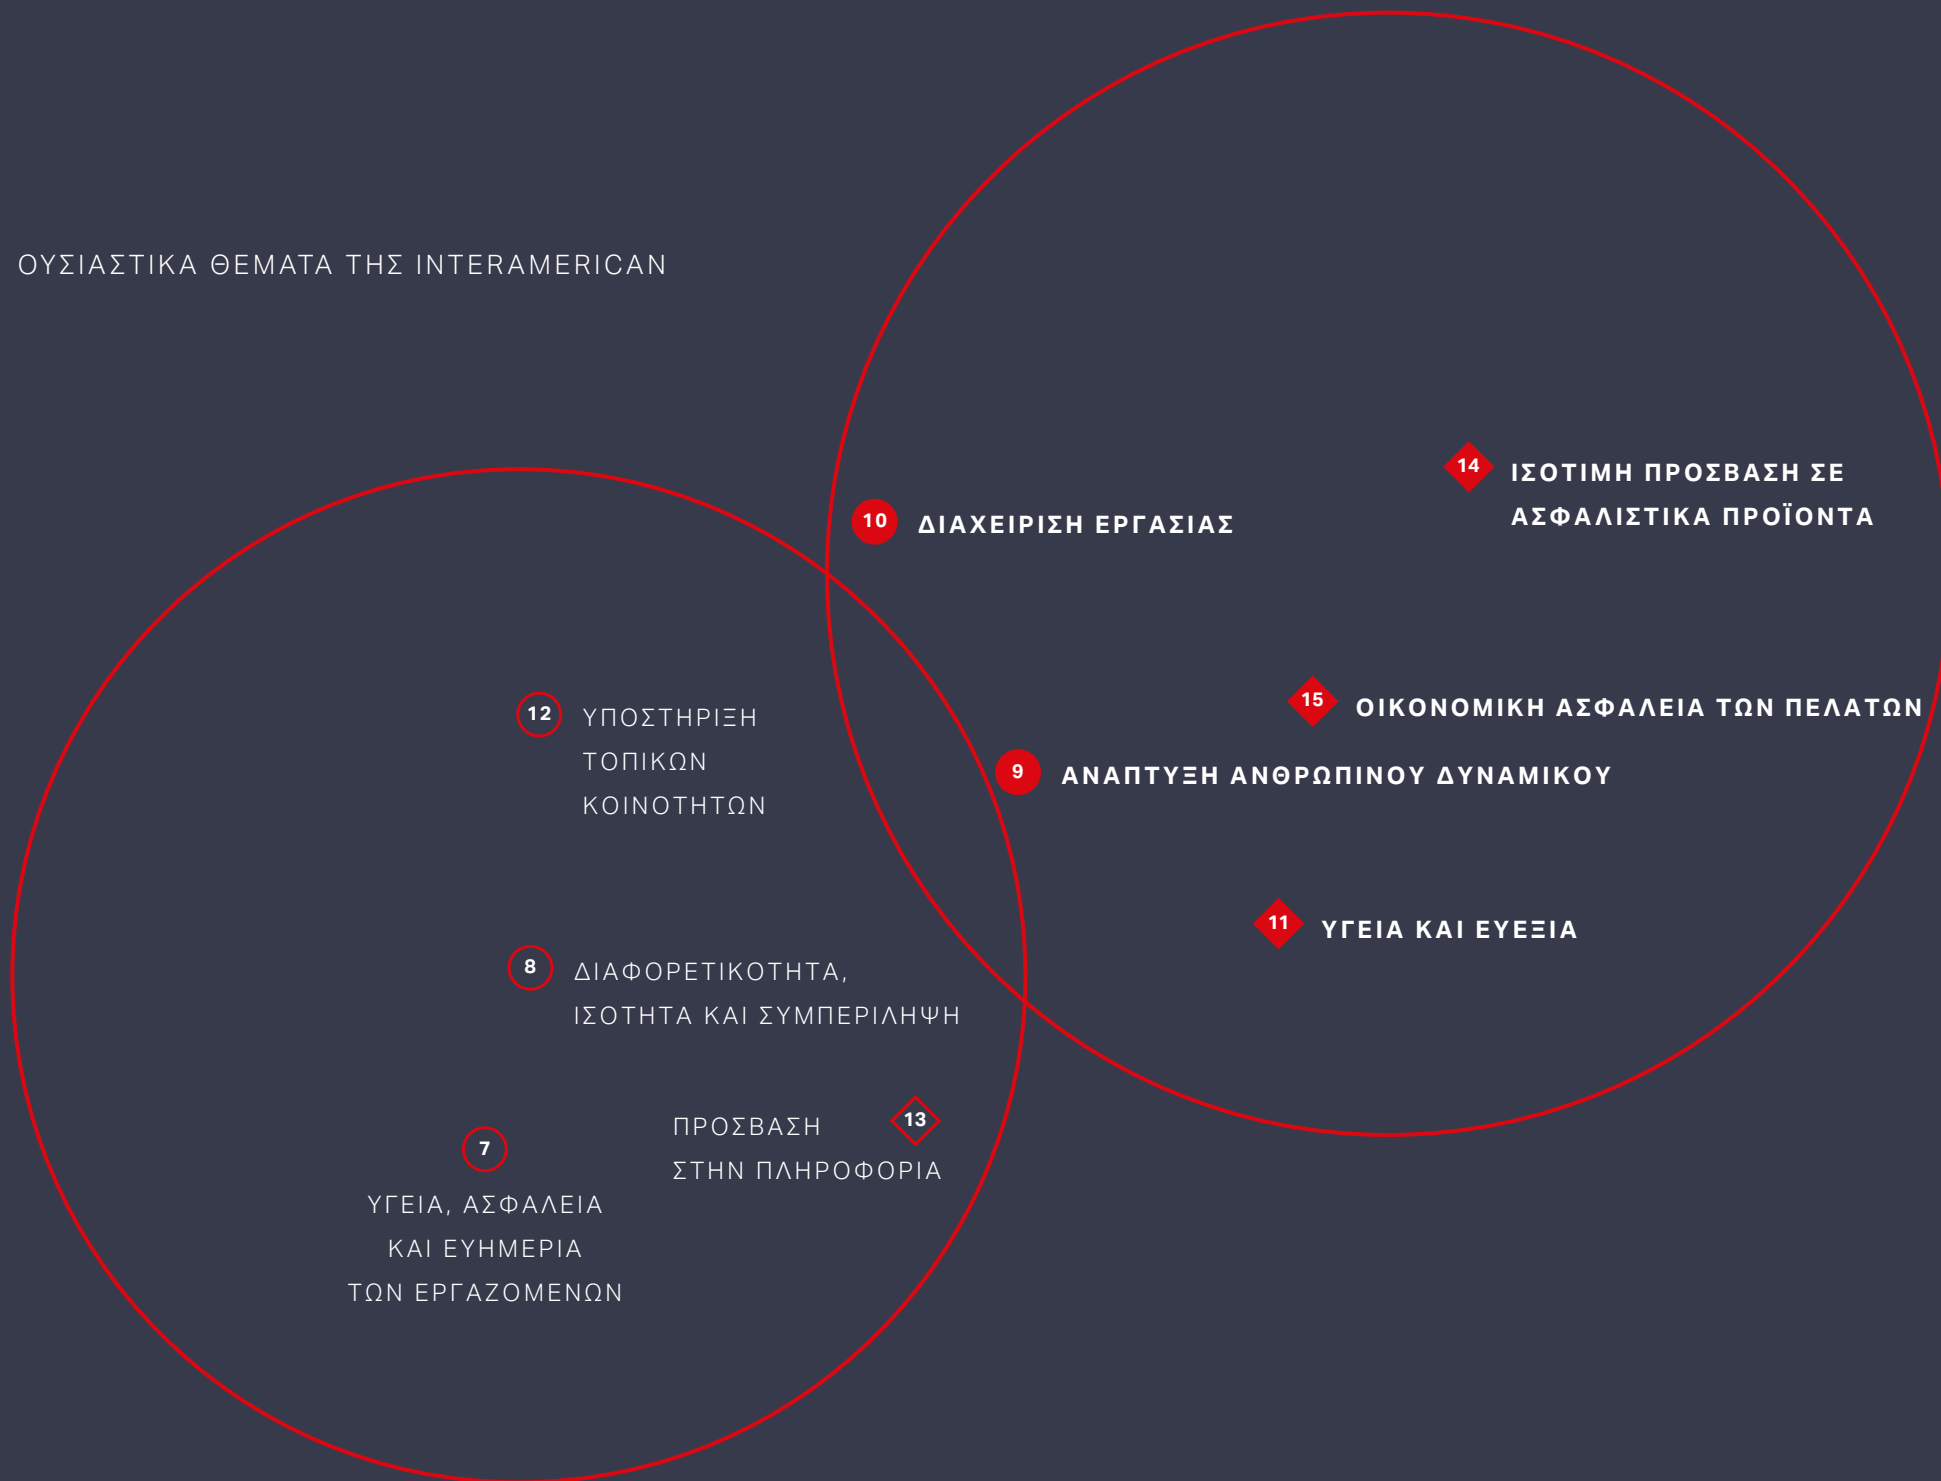 ΟΥΣΙΑΣΤΙΚΑ ΘΕΜΑΤΑ ΤΗΣ INTERAMERICAN
14 ΙΣΟΤΙΜΗ ΠΡΟΣΒΑΣΗ ΣΕ
ΑΣΦΑΛΙΣΤΙΚΑ ΠΡΟΪΟΝΤΑ
10 ΔΙΑΧΕΙΡΙΣΗ ΕΡΓΑΣΙΑΣ
15 ΟΙΚΟΝΟΜΙΚΗ ΑΣΦΑΛΕΙΑ ΤΩΝ ΠΕΛΑΤΩΝ
12 ΥΠΟΣΤΗΡΙΞΗ
ΤΟΠΙΚΩΝ
ΚΟΙΝΟΤΗΤΩΝ
9 ΑΝΑΠΤΥΞΗ ΑΝΘΡΩΠΙΝΟΥ ΔΥΝΑΜΙΚΟΥ
11 ΥΓΕΙΑ ΚΑΙ ΕΥΕΞΙΑ
8 ΔΙΑΦΟΡΕΤΙΚΟΤΗΤΑ,
ΙΣΟΤΗΤΑ ΚΑΙ ΣΥΜΠΕΡΙΛΗΨΗ
ΠΡΟΣΒΑΣΗ 13
ΣΤΗΝ ΠΛΗΡΟΦΟΡΙΑ
7
ΥΓΕΙΑ, ΑΣΦΑΛΕΙΑ
ΚΑΙ ΕΥΗΜΕΡΙΑ
ΤΩΝ ΕΡΓΑΖΟΜΕΝΩΝ